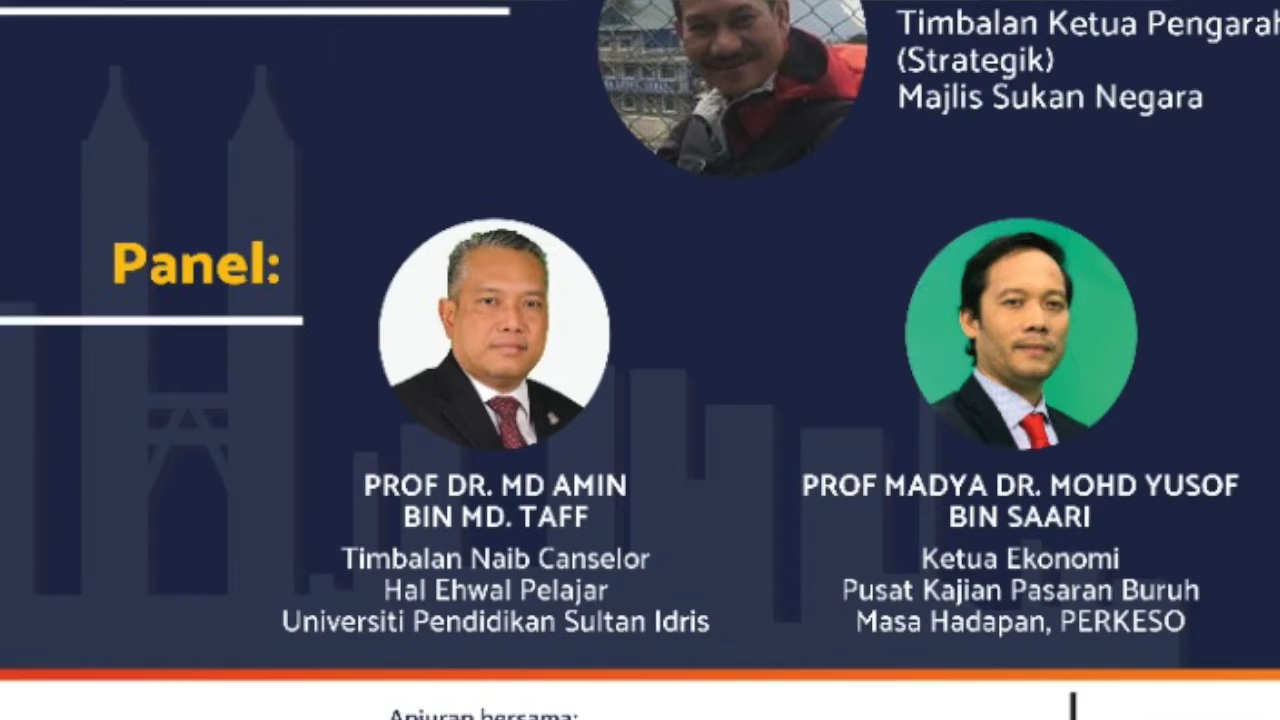 Timbalan Ketua Pengarah
(Strategik)
Majlis Sukan Negara
Panel:
PROF DR. MD AMIN
BIN MD. TAFF
Timbalan Naib Canselor
Hal Ehwal Pelajar
Universiti Pendidikan Sultan Idris
PROF MADYA DR. MOHD YUSOF
BIN SAARI
Ketua Ekonomi
Pusat Kajian Pasaran Buruh
Masa Hadapan, PERKESO
Anjuran bersama: